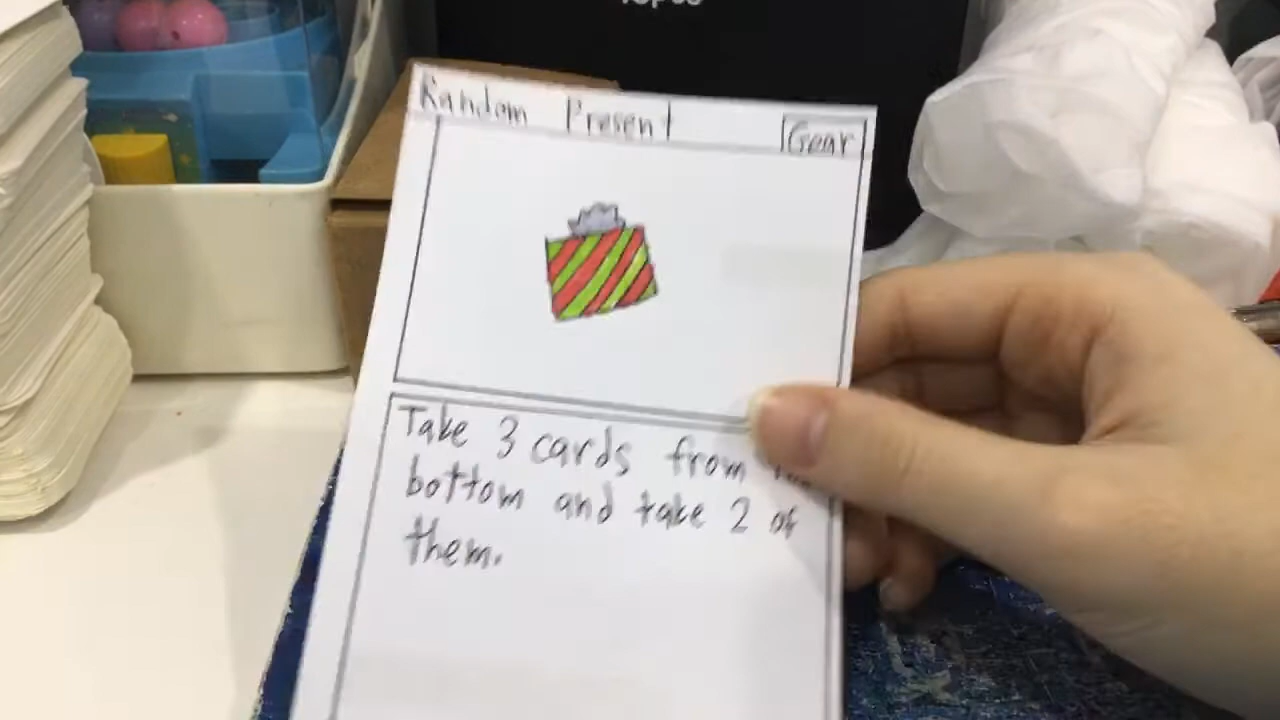 Random Present
Gear
Take 3 cards from
bottom and take 2 of
them.